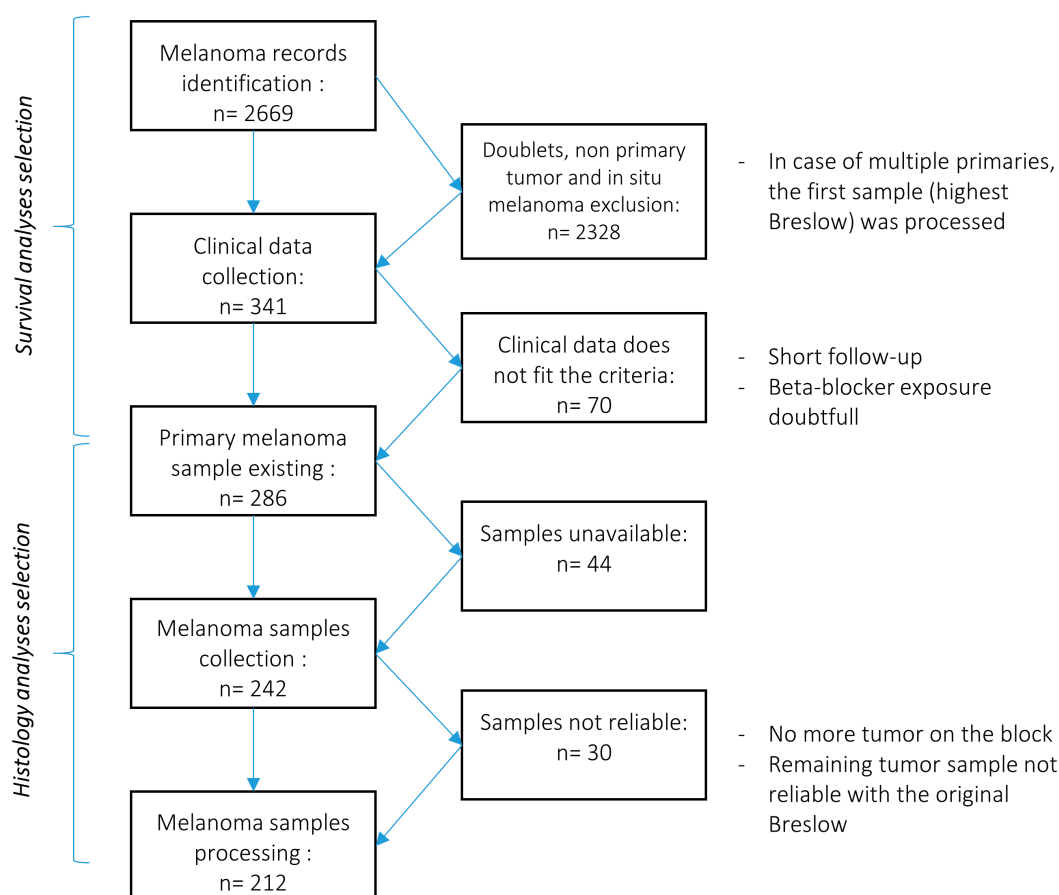 Survival analyses selection
Melanoma records
identification :
n= 2669
Doublets, non primary
tumor and in situ
melanoma exclusion:
n= 2328
- In case of multiple primaries,
the first sample (highest
Breslow) was processed
Clinical data
collection:
n= 341
Clinical data does
not fit the criteria:
n= 70
- Short follow-up
- Beta-blocker exposure
doubtfull
Histology analyses selection
Primary melanoma
sample existing :
n= 286
Samples unavailable:
n= 44
Melanoma samples
collection :
n= 242
Samples not reliable:
n= 30
- No more tumor on the block
- Remaining tumor sample not
reliable with the original
Breslow
Melanoma samples
processing :
n= 212